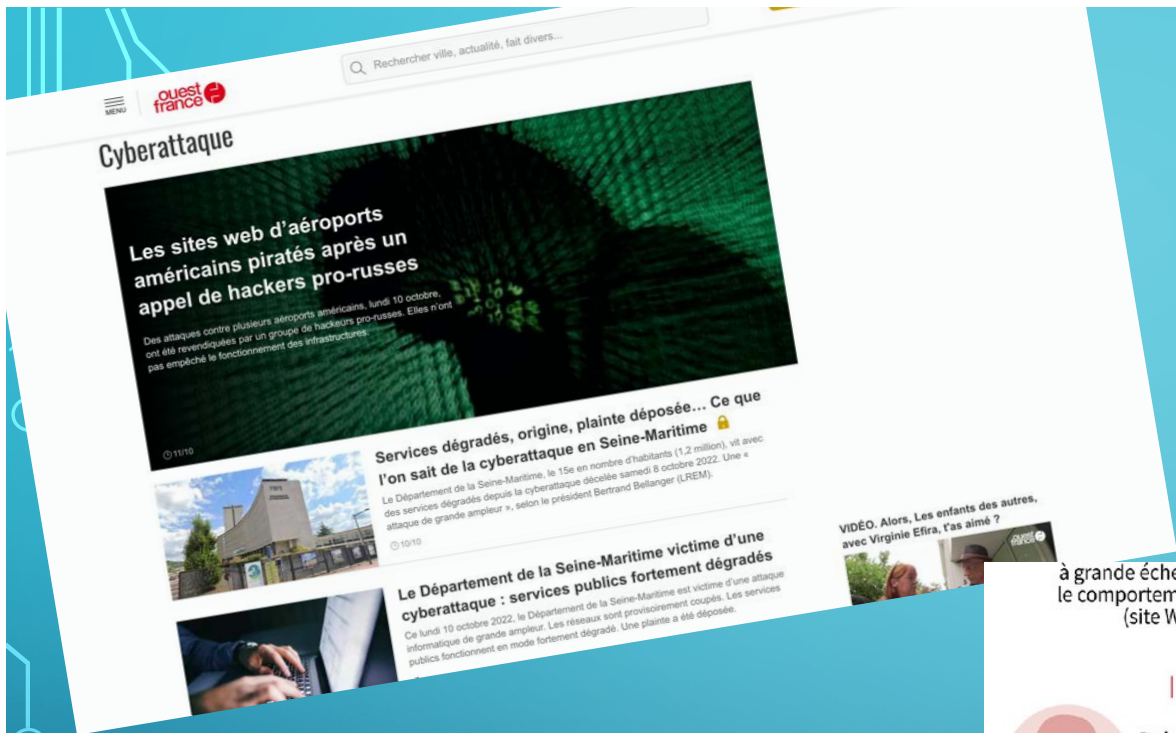 Rechercher ville, actualité, fait divers...
MENU
ouest
france
Cyberattaque
Les sites web d'aéroports
américains piratés après un
appel de hackers pro-russes
Des attaques contre plusieurs aéroports américains, lundi 10 octobre,
ont été revendiquées par un groupe de hackeurs pro-russes. Elles n'ont
pas empêché le fonctionnement des infrastructures.
11/10
Services dégradés, origine, plainte déposée… Ce que
l'on sait de la cyberattaque en Seine-Maritime
Le Département de la Seine-Maritime, le 15e en nombre d'habitants (1,2 million), vit avec
des services dégradés depuis la cyberattaque décelée samedi 8 octobre 2022. Une «
attaque de grande ampleur », selon le président Bertrand Bellanger (LREM).
10/10
Le Département de la Seine-Maritime victime d'une
cyberattaque : services publics fortement dégradés
Ce lundi 10 octobre 2022, le Département de la Seine-Maritime est victime d'une attaque
informatique de grande ampleur. Les réseaux sont provisoirement coupés. Les services
publics fonctionnent en mode fortement dégradé. Une plainte a été déposée.
VIDÉO. Alors, Les enfants des autres,
avec Virginie Efira, t'as aimé ?
ouest
france
à grande éche
le comportem
(site W